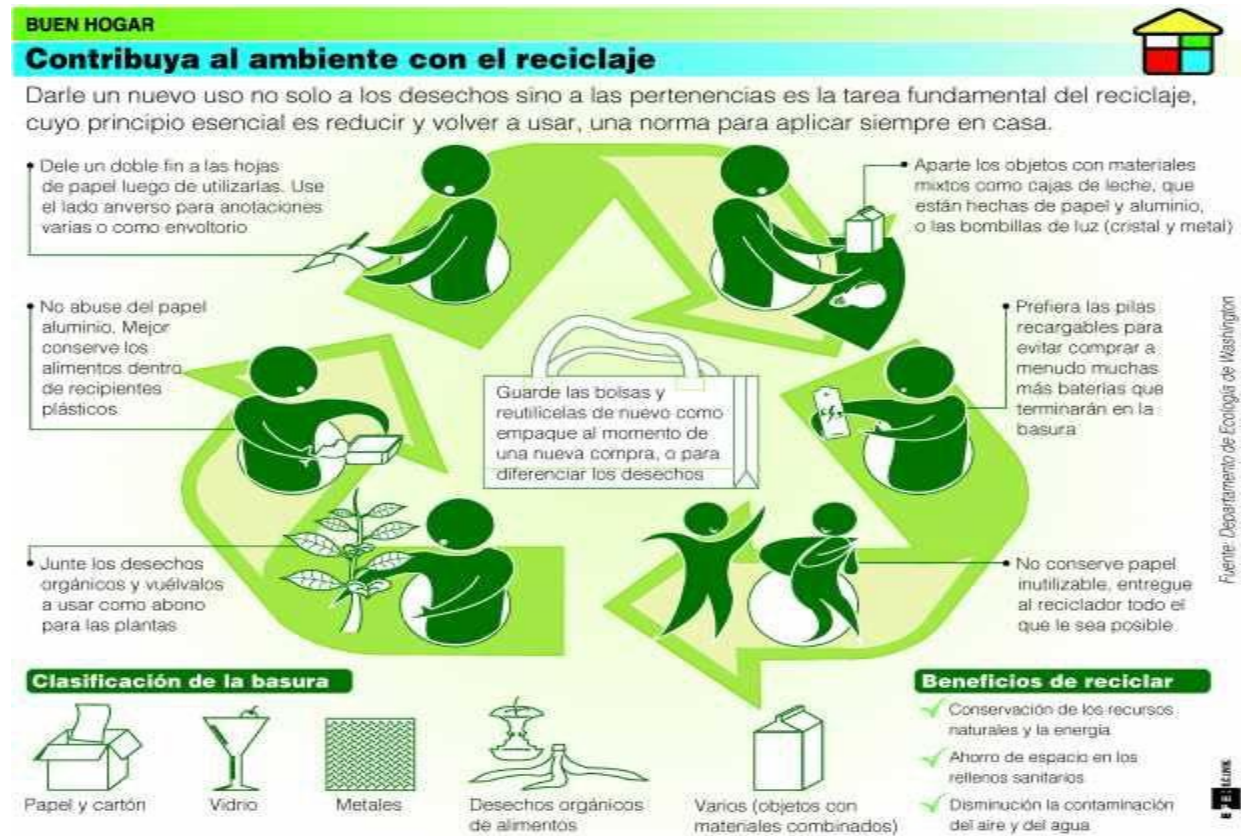 BUEN HOGAR
Contribuya al ambiente con el reciclaje
Darle un nuevo uso no solo a los desechos sino a las pertenencias es la tarea fundamental del reciclaje,
cuyo principio esencial es reducir y volver a usar, una norma para aplicar siempre en casa.
Dele un doble fin a las hojas
de papel luego de utilizarlas. Use
el lado anverso para anotaciones
varias o como envoltorio
Aparte los objetos con materiales
mixtos como cajas de leche, que
están hechas de papel y aluminio,
o las bombillas de luz (cristal y metal)
No abuse del papel
aluminio. Mejor
conserve los
alimentos dentro
de recipientes
plásticos
Guarde las bolsas y
reutilícelas de nuevo como
empaque al momento de
una nueva compra, o para
diferenciar los desechos
Prefiera las pilas
recargables para
evitar comprar a
menudo muchas
más baterías que
terminarán en la
basura
Junte los desechos
orgánicos y vuélvalos
a usar como abono
para las plantas
No conserve papel
inutilizable, entregue
al reciclador todo el
que le sea posible
Fuente: Departamento de Ecología de Washington
Clasificación de la basura
Papel y cartón
Vidrio
Metales
Desechos orgánicos
de alimentos
Varios (objetos con
materiales combinados)
Beneficios de reciclar
Conservación de los recursos
naturales y la energía
Ahorro de espacio en los
rellenos sanitarios
Disminución la contaminación
del aire y del agua